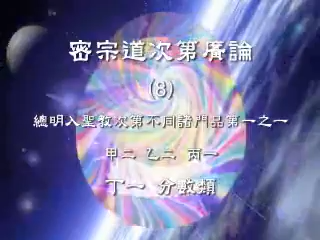 密宗道次第廣論
(8)
總明入聖教次第不同諸門品第一之一
甲二 乙二 丙一
丁一 分數類